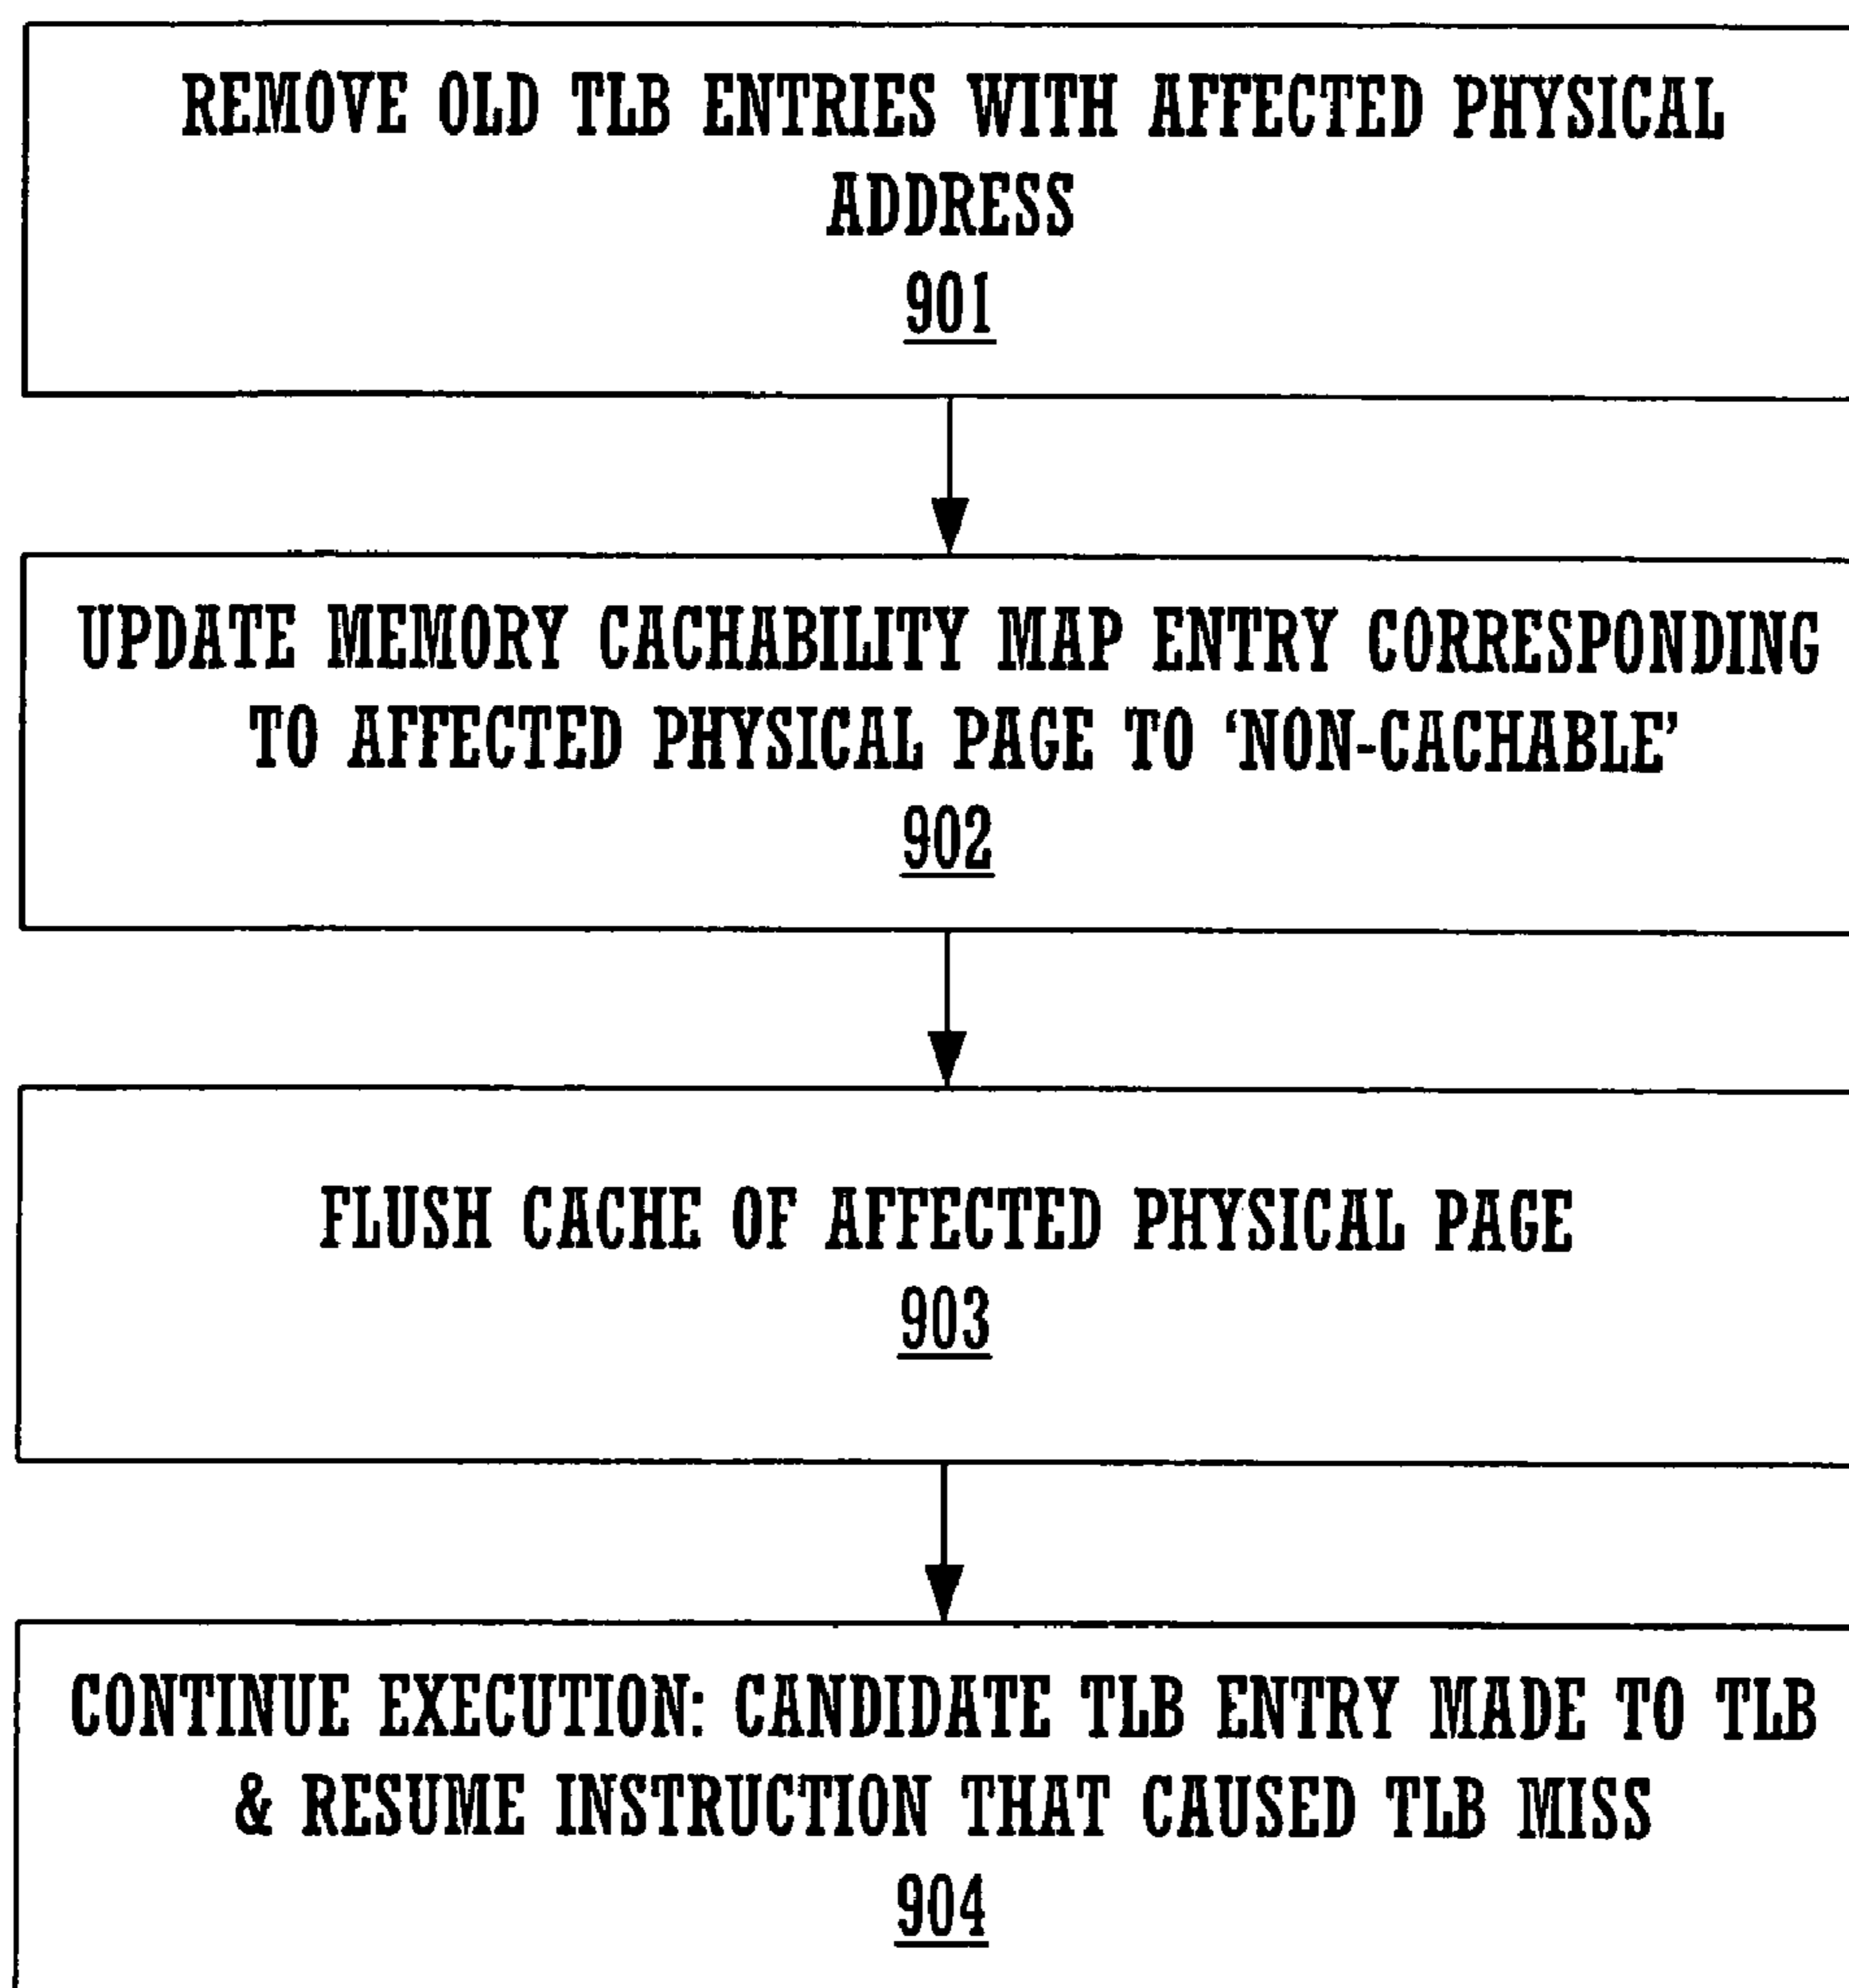 REMOVE OLD TLB ENTRIES WITH AFFECTED PHYSICAL
ADDRESS
901
UPDATE MEMORY CACHABILITY MAP ENTRY CORRESPONDING
TO AFFECTED PHYSICAL PAGE TO ‘NON-CACHABLE’
902
FLUSH CACHE OF AFFECTED PHYSICAL PAGE
903
CONTINUE EXECUTION: CANDIDATE TLB ENTRY MADE TO TLB
& RESUME INSTRUCTION THAT CAUSED TLB MISS
904